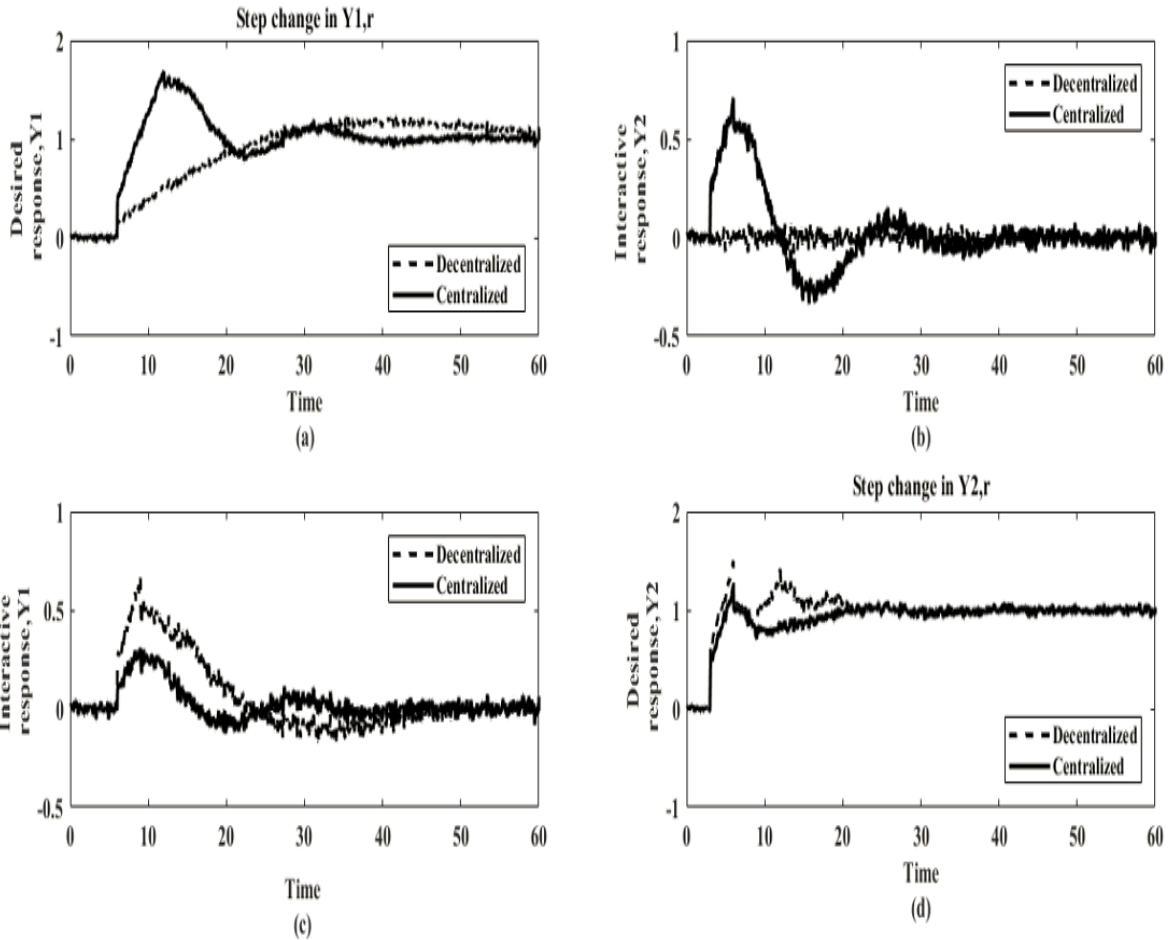 Step change in Y1,r
2
1
0
-1
Desired
response,Y1
Decentralized
Centralized
0 10 20 30 40 50 60
Time
(a)
1
0.5
0
-0.5
Interactive
response,Y2
Decentralized
Centralized
0 10 20 30 40 50 60
Time
(b)
1
0.5
0
-0.5
Interactive
response,Y1
Decentralized
Centralized
0 10 20 30 40 50 60
Time
(c)
Step change in Y2,r
2
1
0
-1
Desired
response,Y2
Decentralized
Centralized
0 10 20 30 40 50 60
Time
(d)